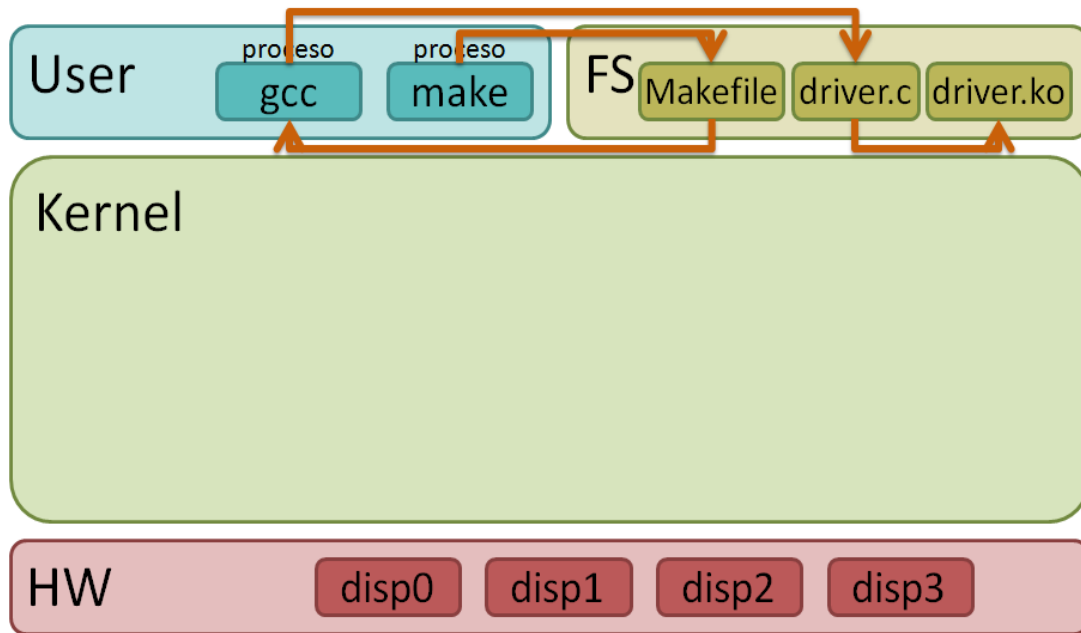 proceso proceso
User gcc make FS Makefile driver.c driver.ko
Kernel
HW disp0 disp1 disp2 disp3